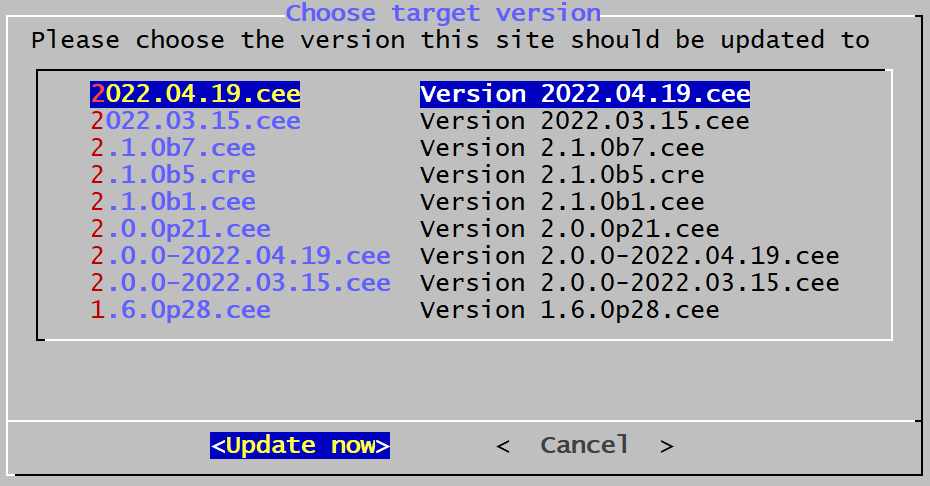 Choose target version
Please choose the version this site should be updated to
2022.04.19.cee Version 2022.04.19.cee
2022.03.15.cee Version 2022.03.15.cee
2.1.0b7.cee Version 2.1.0b7.cee
2.1.0b5.cre Version 2.1.0b5.cre
2.1.0b1.cee Version 2.1.0b1.cee
2.0.0p21.cee Version 2.0.0p21.cee
2.0.0-2022.04.19.cee Version 2.0.0-2022.04.19.cee
2.0.0-2022.03.15.cee Version 2.0.0-2022.03.15.cee
1.6.0p28.cee Version 1.6.0p28.cee
<Update now> < Cancel >